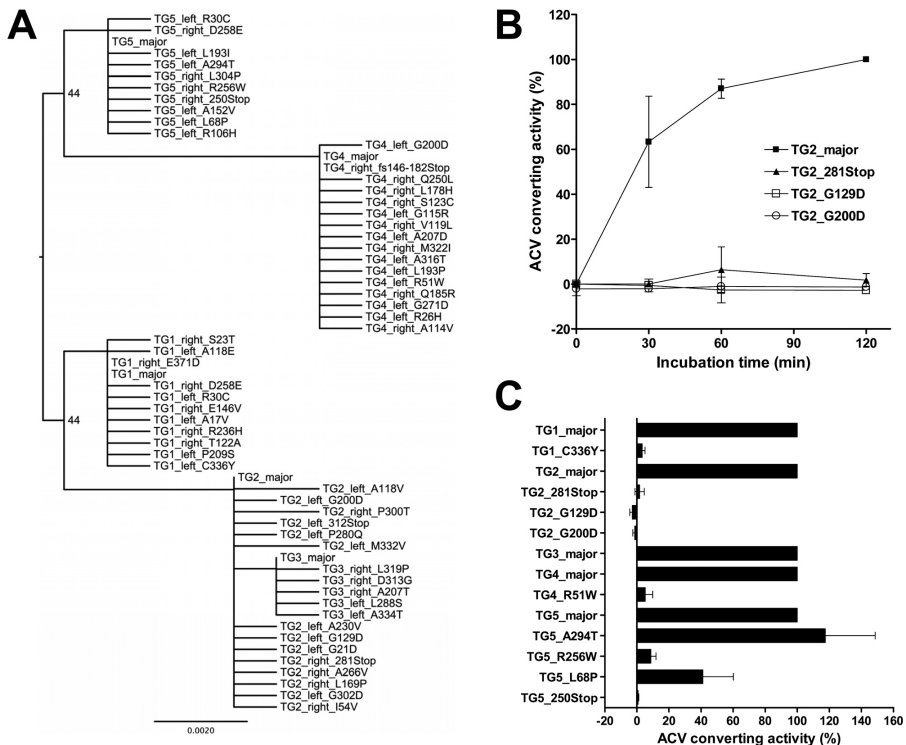 A
TG5_left_R30C
TG5_right_D258E
TG5_major
TG5_left_L193I
TG5_left_A294T
TG5_right_L304P
TG5_right_R256W
TG5_right_250Stop
TG5_left_A152V
TG5_left_L68P
TG5_left_R106H
44
TG4_left_G200D
TG4_major
TG4_right_fs146-182Stop
TG4_right_Q250L
TG4_right_L178H
TG4_right_S123C
TG4_left_G115R
TG4_right_V119L
TG4_left_A207D
TG4_right_M322I
TG4_left_A316T
TG4_left_L193P
TG4_left_R51W
TG4_right_Q185R
TG4_left_G271D
TG4_left_R26H
TG4_right_A114V
TG1_right_S23T
TG1_left_A118E
TG1_right_E371D
TG1_major
TG1_right_D258E
TG1_left_R30C
TG1_right_E146V
TG1_left_A17V
TG1_right_R236H
TG1_right_T122A
TG1_left_P209S
TG1_left_C336Y
44
TG2_major
TG2_left_A118V
TG2_left_G200D
TG2_right_P300T
TG2_left_312Stop
TG2_left_P280Q
TG2_left_M332V
TG3_major
TG3_right_L319P
TG3_right_D313G
TG3_right_A207T
TG3_left_L288S
TG3_left_A334T
TG2_left_A230V
TG2_left_G129D
TG2_left_G21D
TG2_right_281Stop
TG2_right_A266V
TG2_right_L169P
TG2_left_G302D
TG2_right_I54V
0.0020
B
ACV converting activity (%)
120
100
80
60
40
20
0
-20
TG2_major
TG2_281Stop
TG2_G129D
TG2_G200D
0 30 60 90 120
Incubation time (min)
C
TG1_major
TG1_C336Y
TG2_major
TG2_281Stop
TG2_G129D
TG2_G200D
TG3_major
TG4_major
TG4_R51W
TG5_major
TG5_A294T
TG5_R256W
TG5_L68P
TG5_250Stop
-20 0 20 40 60 80 100 120 140 160
ACV converting activity (%)